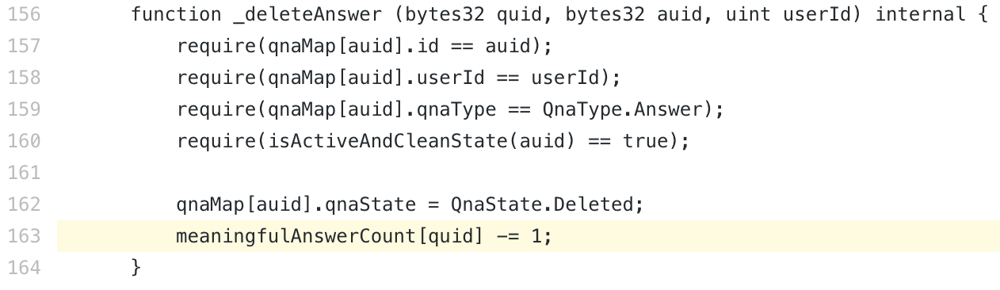 156 function _deleteAnswer (bytes32 quid, bytes32 auid, uint userId) internal {
157 require(qnaMap[auid].id == auid);
158 require(qnaMap[auid].userId == userId);
159 require(qnaMap[auid].qnaType == QnaType.Answer);
160 require(isActiveAndCleanState(auid) == true);
161
162 qnaMap[auid].qnaState = QnaState.Deleted;
163 meaningfulAnswerCount[quid] -= 1;
164 }